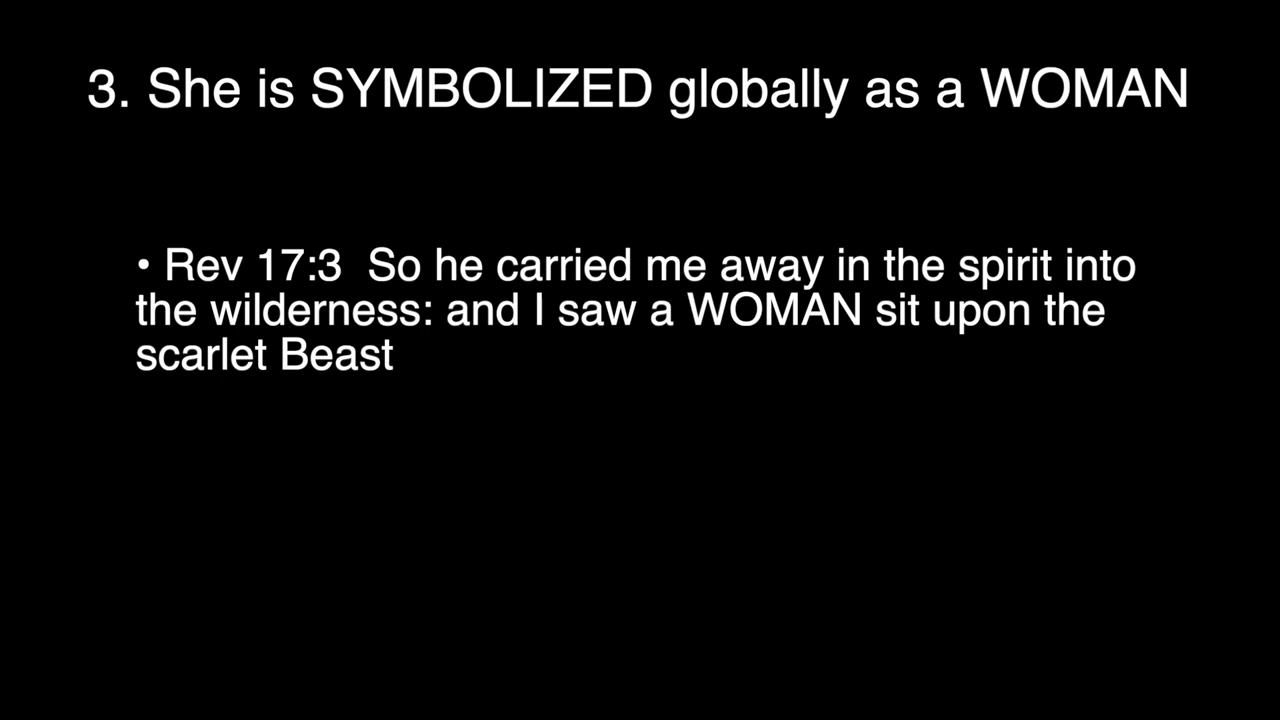 3. She is SYMBOLIZED globally as a WOMAN
• Rev 17:3  So he carried me away in the spirit into
the wilderness: and I saw a WOMAN sit upon the
scarlet Beast